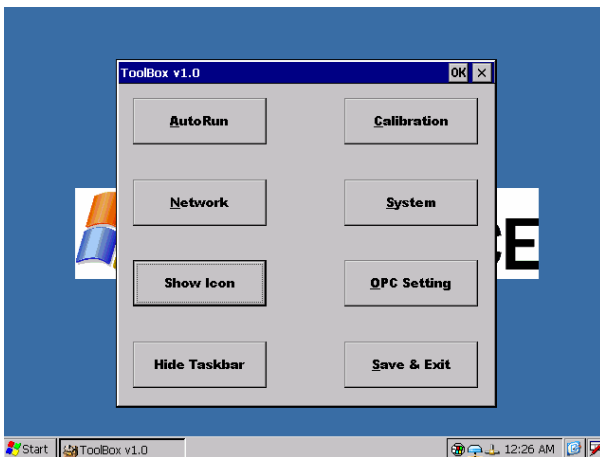 ToolBox v1.0 OK ×
AutoRun Calibration
Network System
CE
Show Icon OPC Setting
Hide Taskbar Save & Exit
Start ToolBox v1.0 12:26 AM